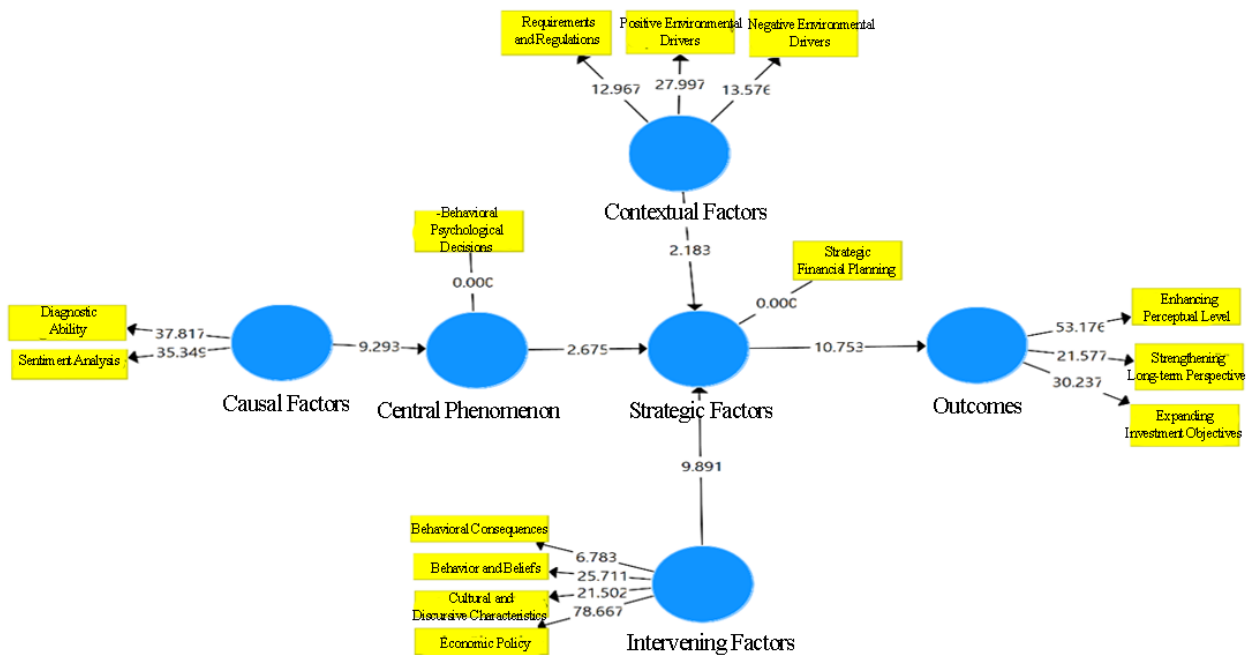 Requirements
and Regulations
Positive Environmental
Drivers
Negative Environmental
Drivers
12.967
27.997
13.576
Contextual Factors
-Behavioral
Psychological
Decisions
2.183
Strategic
Financial Planning
0.000
0.000
Diagnostic
Ability
Sentiment Analysis
37.817
35.349
9.293
2.675
10.753
53.176
21.577
30.237
Enhancing
Perceptual Level
Strengthening
Long-term Perspective
Expanding
Investment Objectives
Causal Factors
Central Phenomenon
Strategic Factors
Outcomes
9.891
Behavioral Consequences
Behavior and Beliefs
Cultural and
Discursive Characteristics
Economic Policy
6.783
25.711
21.502
78.667
Intervening Factors